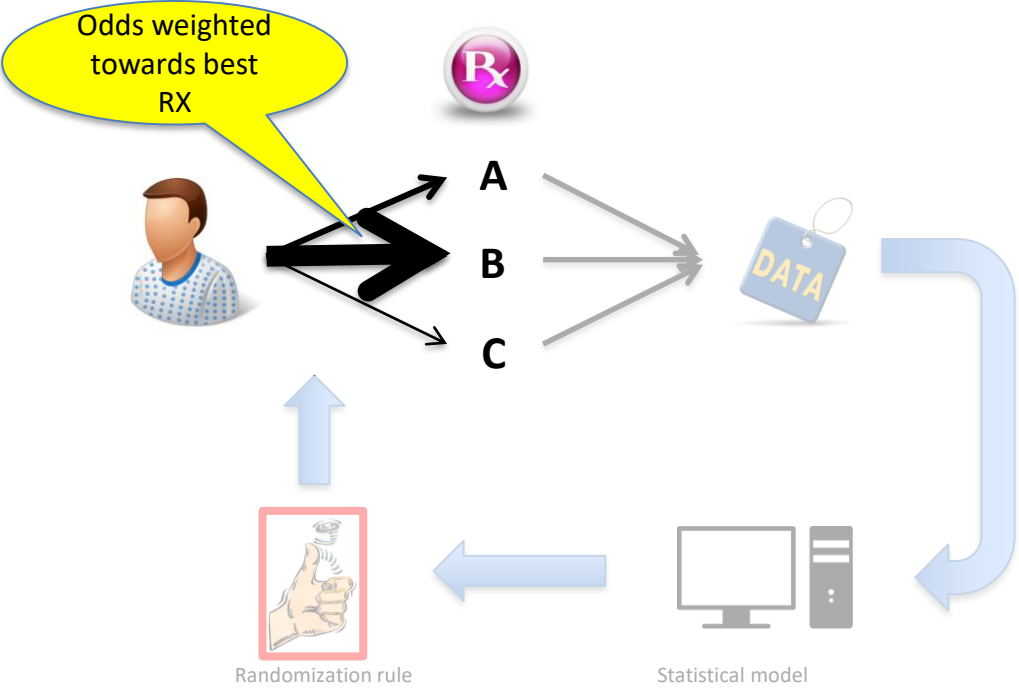 Odds weighted
towards best
RX
Rx
A
B
C
DATA
Randomization rule
Statistical model